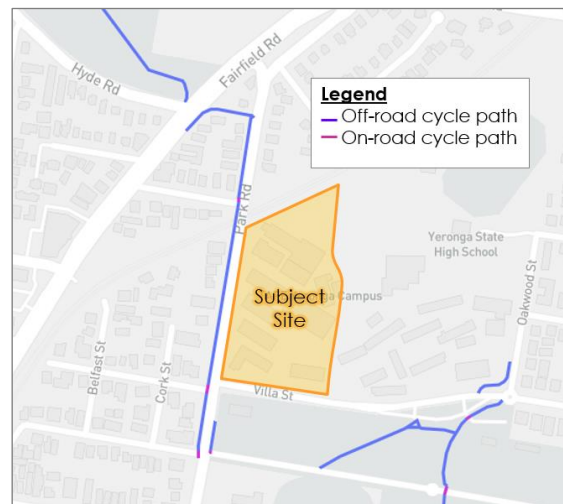 Hyde Rd
Fairfield Rd
Legend
Off-road cycle path
On-road cycle path
Park Rd
Yeronga State
High School
Oakwood St
Campus
Subject
Site
Belfast St
Cork St
Villa St